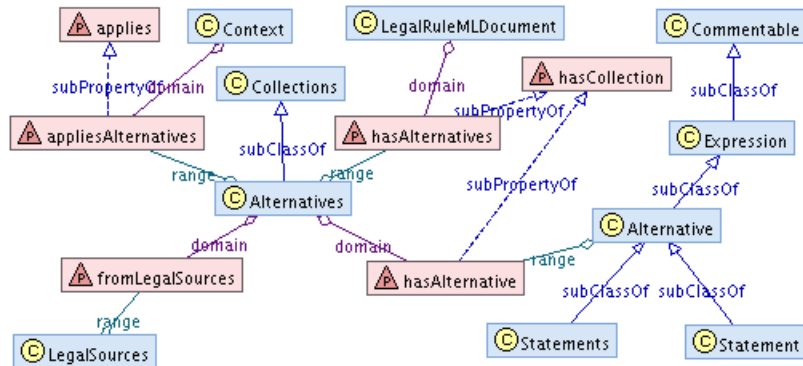 P applies
C Context
C LegalRuleMLDocument
C Commentable
subPropertyOf
domain
C Collections
domain
P hasCollection
subClassOf
subPropertyOf
P appliesAlternatives
P hasAlternatives
C Expression
subClassOf
range
range
subPropertyOf
subClassOf
C Alternatives
C Alternative
domain
domain
range
P fromLegalSources
P hasAlternative
subClassOf
subClassOf
range
C LegalSources
C Statements
C Statement